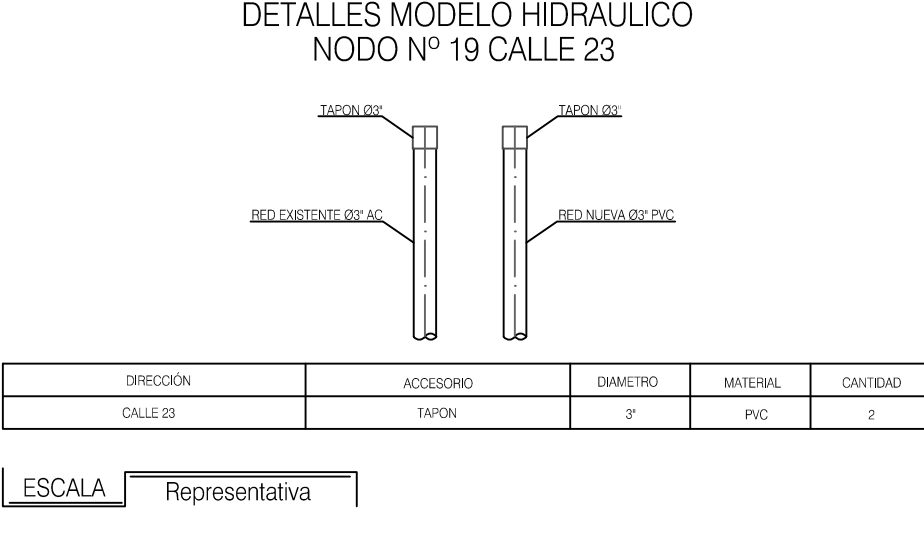 DETALLES MODELO HIDRAULICO
NODO Nº 19 CALLE 23
TAPON Ø3" TAPON Ø3"
RED EXISTENTE Ø3" AC RED NUEVA Ø3" PVC
DIRECCIÓN ACCESORIO DIAMETRO MATERIAL CANTIDAD
CALLE 23 TAPON 3" PVC 2
ESCALA Representativa